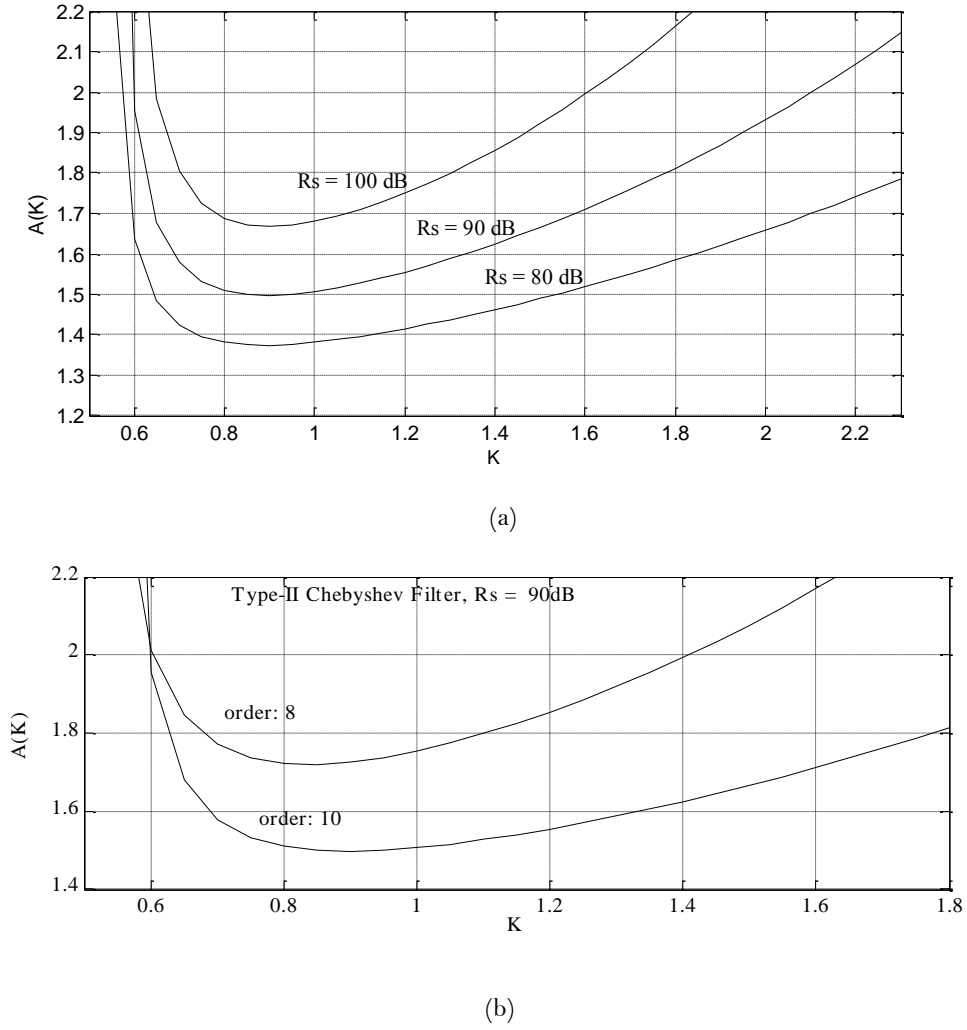 2.2
2.1
2
1.9
1.8
1.7
1.6
1.5
1.4
1.3
1.2
A(K)
Rs = 100 dB
Rs = 90 dB
Rs = 80 dB
0.6 0.8 1 1.2 1.4 1.6 1.8 2 2.2
K
(a)
2.2
2
1.8
1.6
1.4
A(K)
Type-II Chebyshev Filter, Rs = 90dB
order: 8
order: 10
0.6 0.8 1 1.2 1.4 1.6 1.8
K
(b)